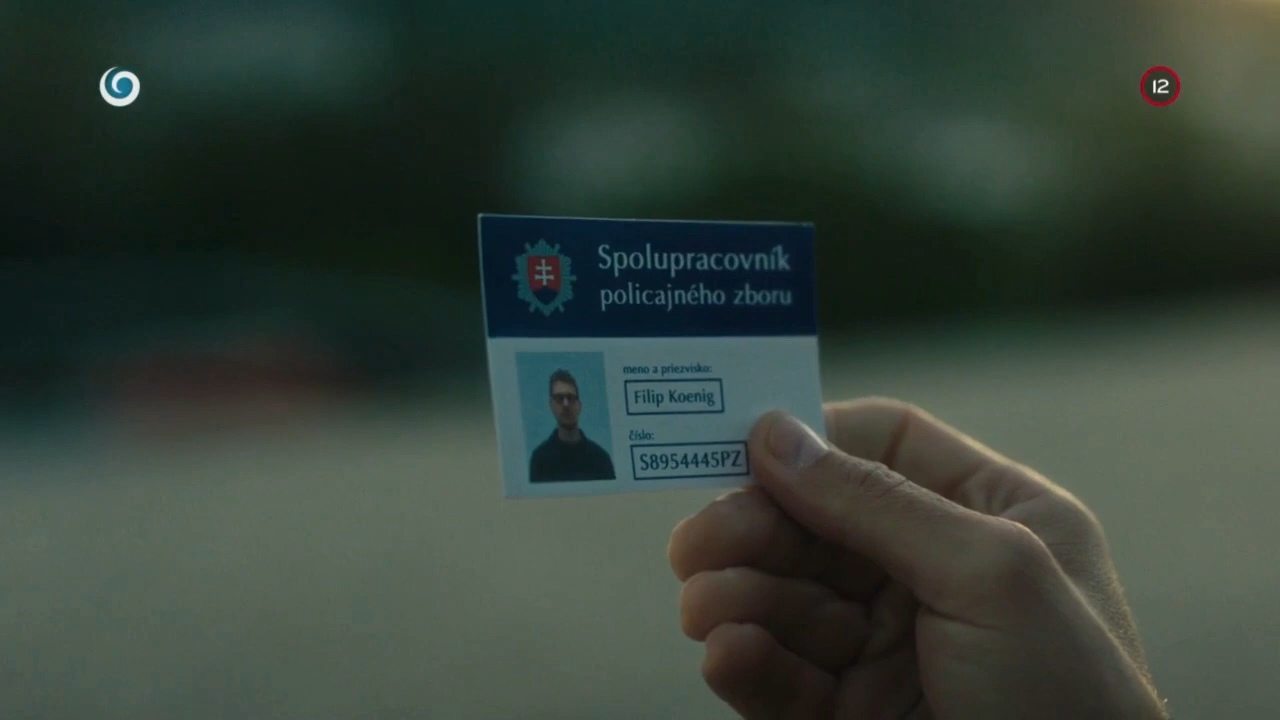 12
Spolupracovník
policajného zboru
meno a priezvisko:
Filip Koenig
číslo:
S8954445PZ